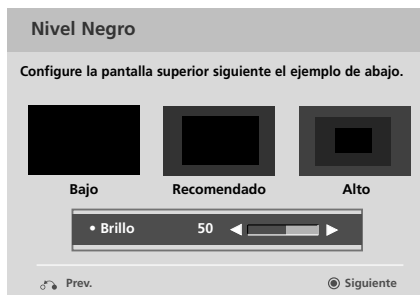 Nivel Negro
Configure la pantalla superior siguiente el ejemplo de abajo.
Bajo Recomendado Alto
• Brillo 50 ◀ ▶
Prev. ◉ Siguiente